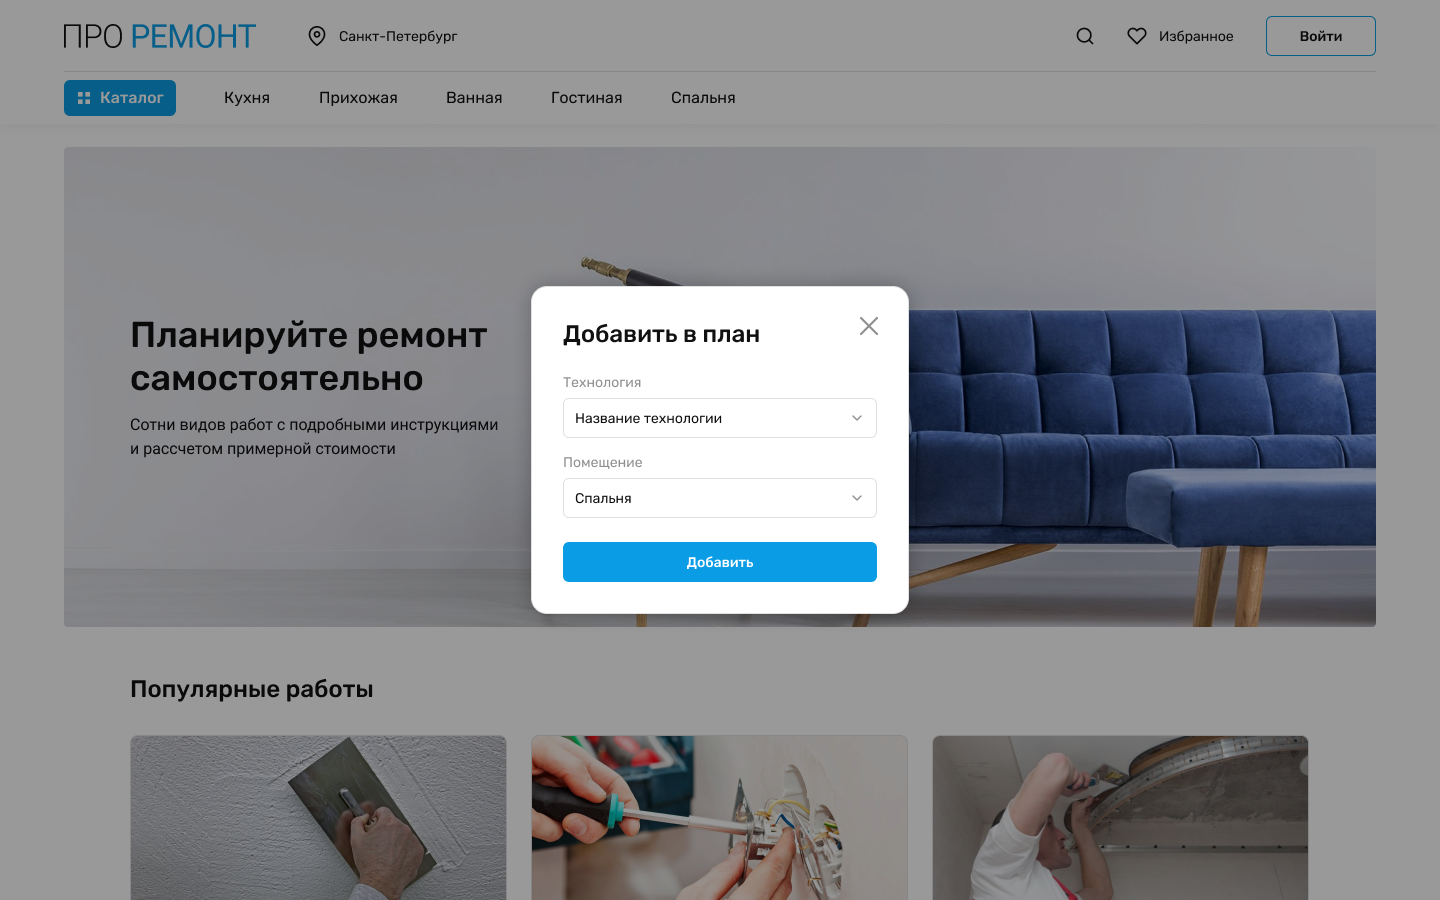 ПРО РЕМОНТ
Санкт-Петербург
Избранное
Войти
Каталог
Кухня
Прихожая
Ванная
Гостиная
Спальня
Планируйте ремонт
самостоятельно
Сотни видов работ с подробными инструкциями
и рассчетом примерной стоимости
Добавить в план
Технология
Название технологии
Помещение
Спальня
Добавить
Популярные работы